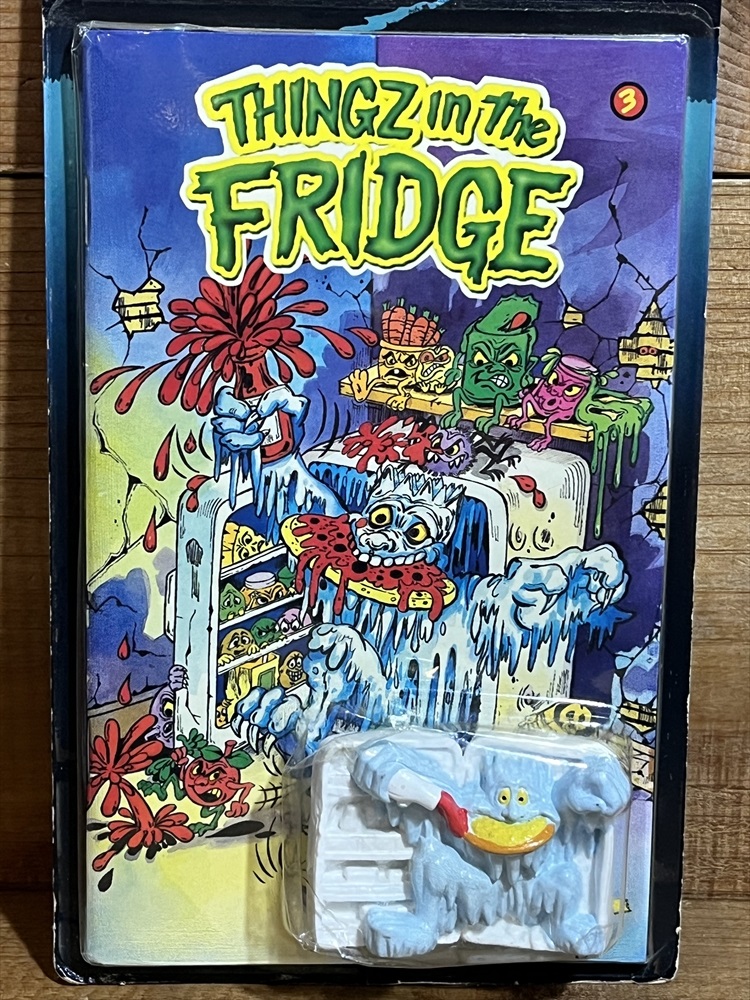 THINGZ in the
3
FRIDGE